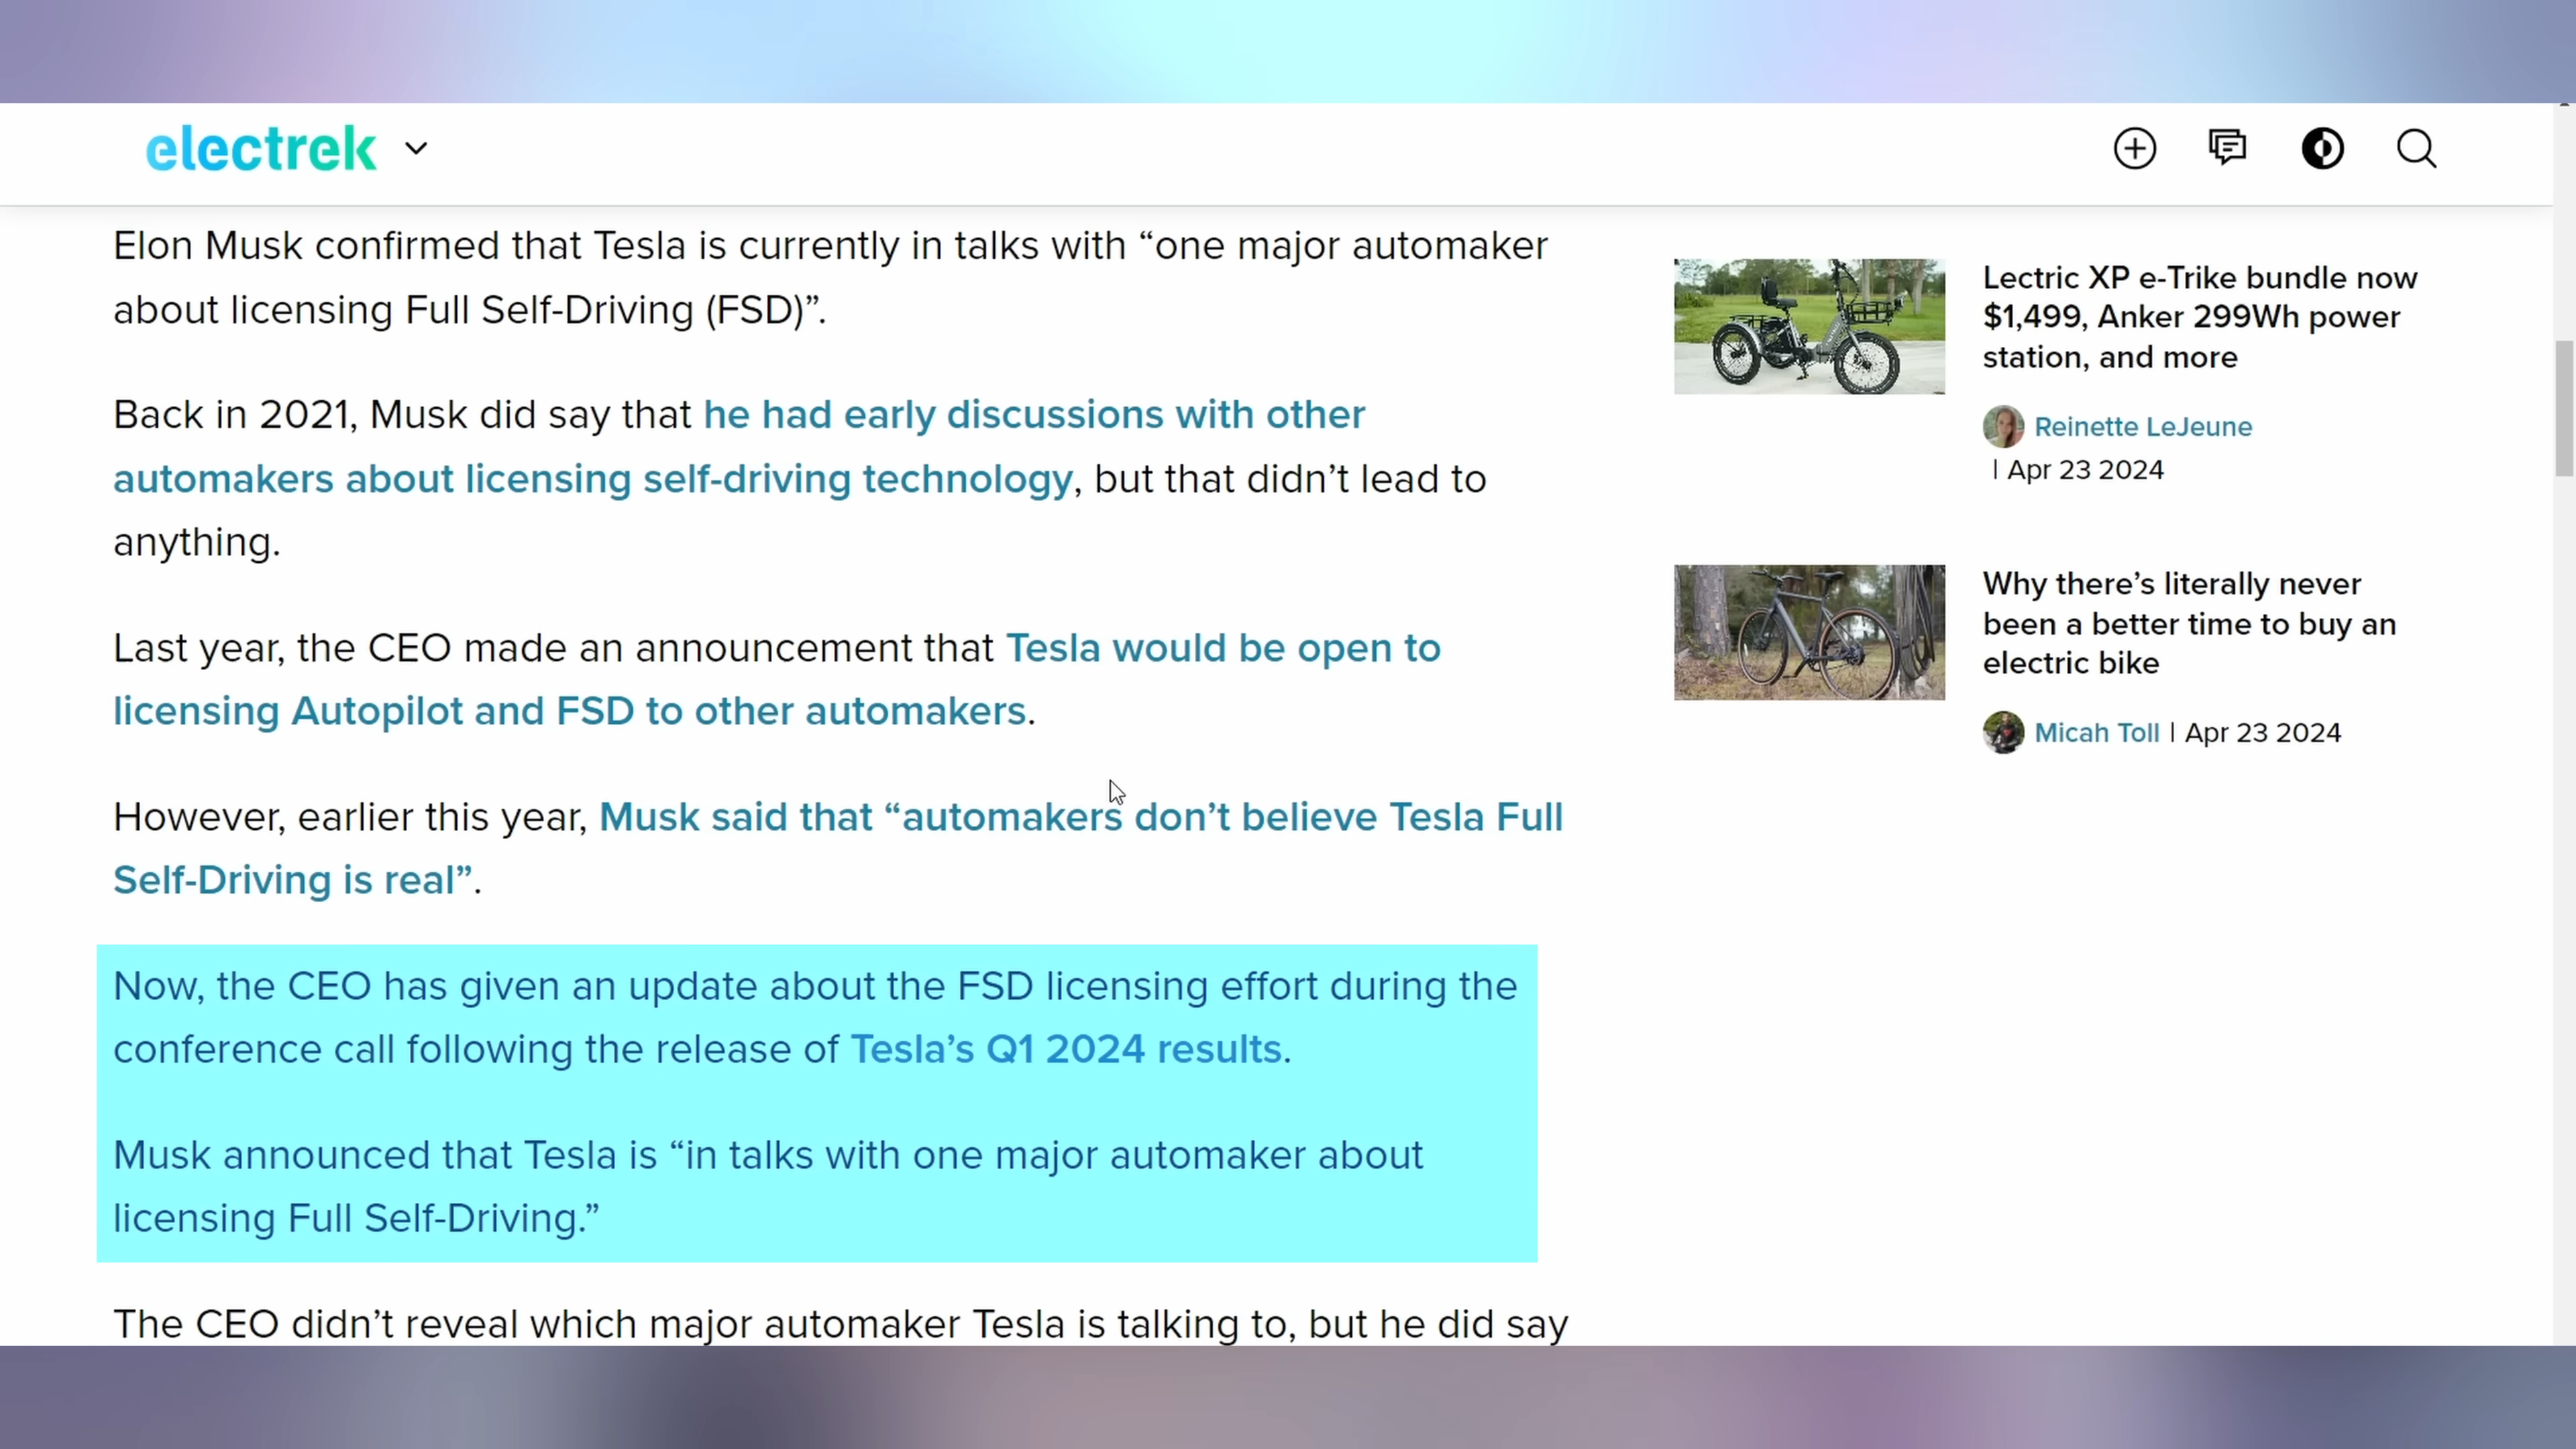 electrek
Elon Musk confirmed that Tesla is currently in talks with “one major automaker
about licensing Full Self-Driving (FSD)”.
Back in 2021, Musk did say that he had early discussions with other
automakers about licensing self-driving technology, but that didn’t lead to
anything.
Last year, the CEO made an announcement that Tesla would be open to
licensing Autopilot and FSD to other automakers.
However, earlier this year, Musk said that “automakers don’t believe Tesla Full
Self-Driving is real”.
Now, the CEO has given an update about the FSD licensing effort during the
conference call following the release of Tesla’s Q1 2024 results.
Musk announced that Tesla is “in talks with one major automaker about
licensing Full Self-Driving.”
The CEO didn’t reveal which major automaker Tesla is talking to, but he did say
Lectric XP e-Trike bundle now
$1,499, Anker 299Wh power
station, and more
Reinette LeJeune
| Apr 23 2024
Why there’s literally never
been a better time to buy an
electric bike
Micah Toll | Apr 23 2024